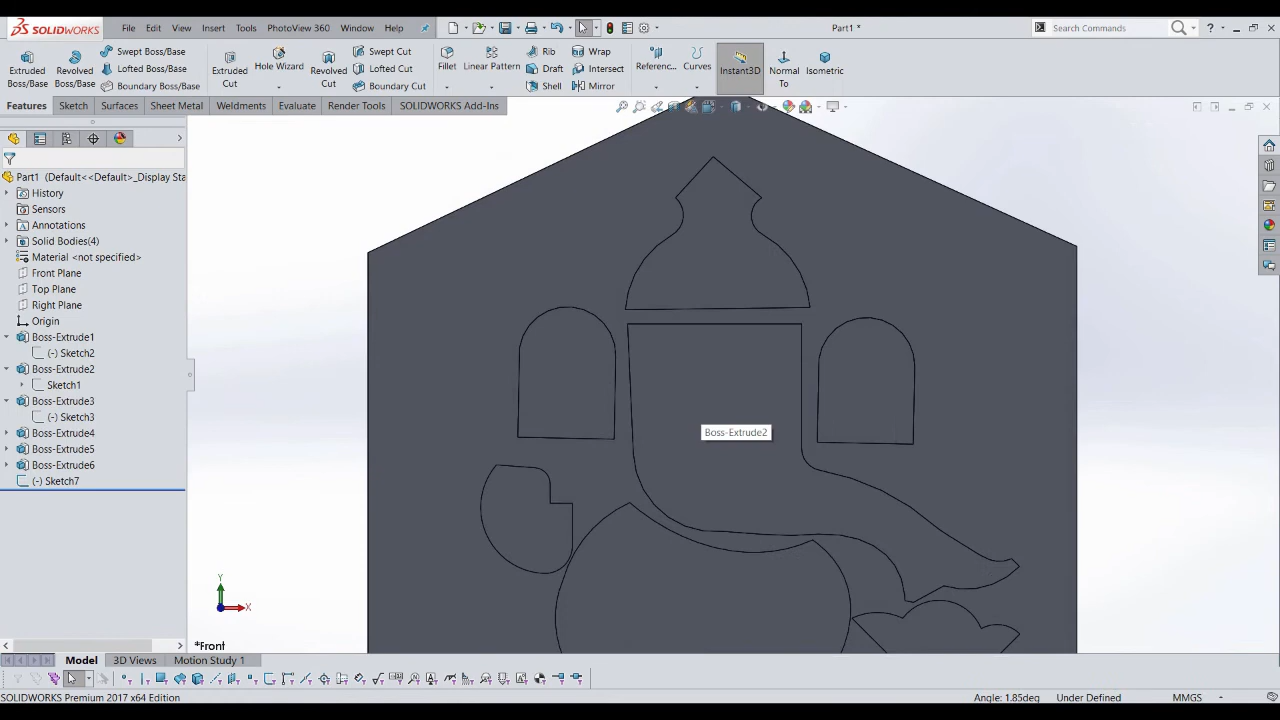 SOLIDWORKS File Edit View Insert Tools PhotoView 360 Window Help Part1 * Search Commands ?
Extruded Boss/Base
Revolved Boss/Base
Swept Boss/Base
Lofted Boss/Base
Boundary Boss/Base
Extruded Cut
Hole Wizard
Revolved Cut
Swept Cut
Lofted Cut
Boundary Cut
Fillet
Linear Pattern
Rib
Draft
Shell
Wrap
Intersect
Mirror
Referenc...
Curves
Instant3D
Normal To
Isometric
Features Sketch Surfaces Sheet Metal Weldments Evaluate Render Tools SOLIDWORKS Add-Ins
Part1 (Default<<Default>_Display Sta
History
Sensors
Annotations
Solid Bodies(4)
Material <not specified>
Front Plane
Top Plane
Right Plane
Origin
Boss-Extrude1
(-) Sketch2
Boss-Extrude2
Sketch1
Boss-Extrude3
(-) Sketch3
Boss-Extrude4
Boss-Extrude5
Boss-Extrude6
(-) Sketch7
Boss-Extrude2
Y
X
*Front
Model 3D Views Motion Study 1
SOLIDWORKS Premium 2017 x64 Edition Angle: 1.85deg Under Defined MMGS -